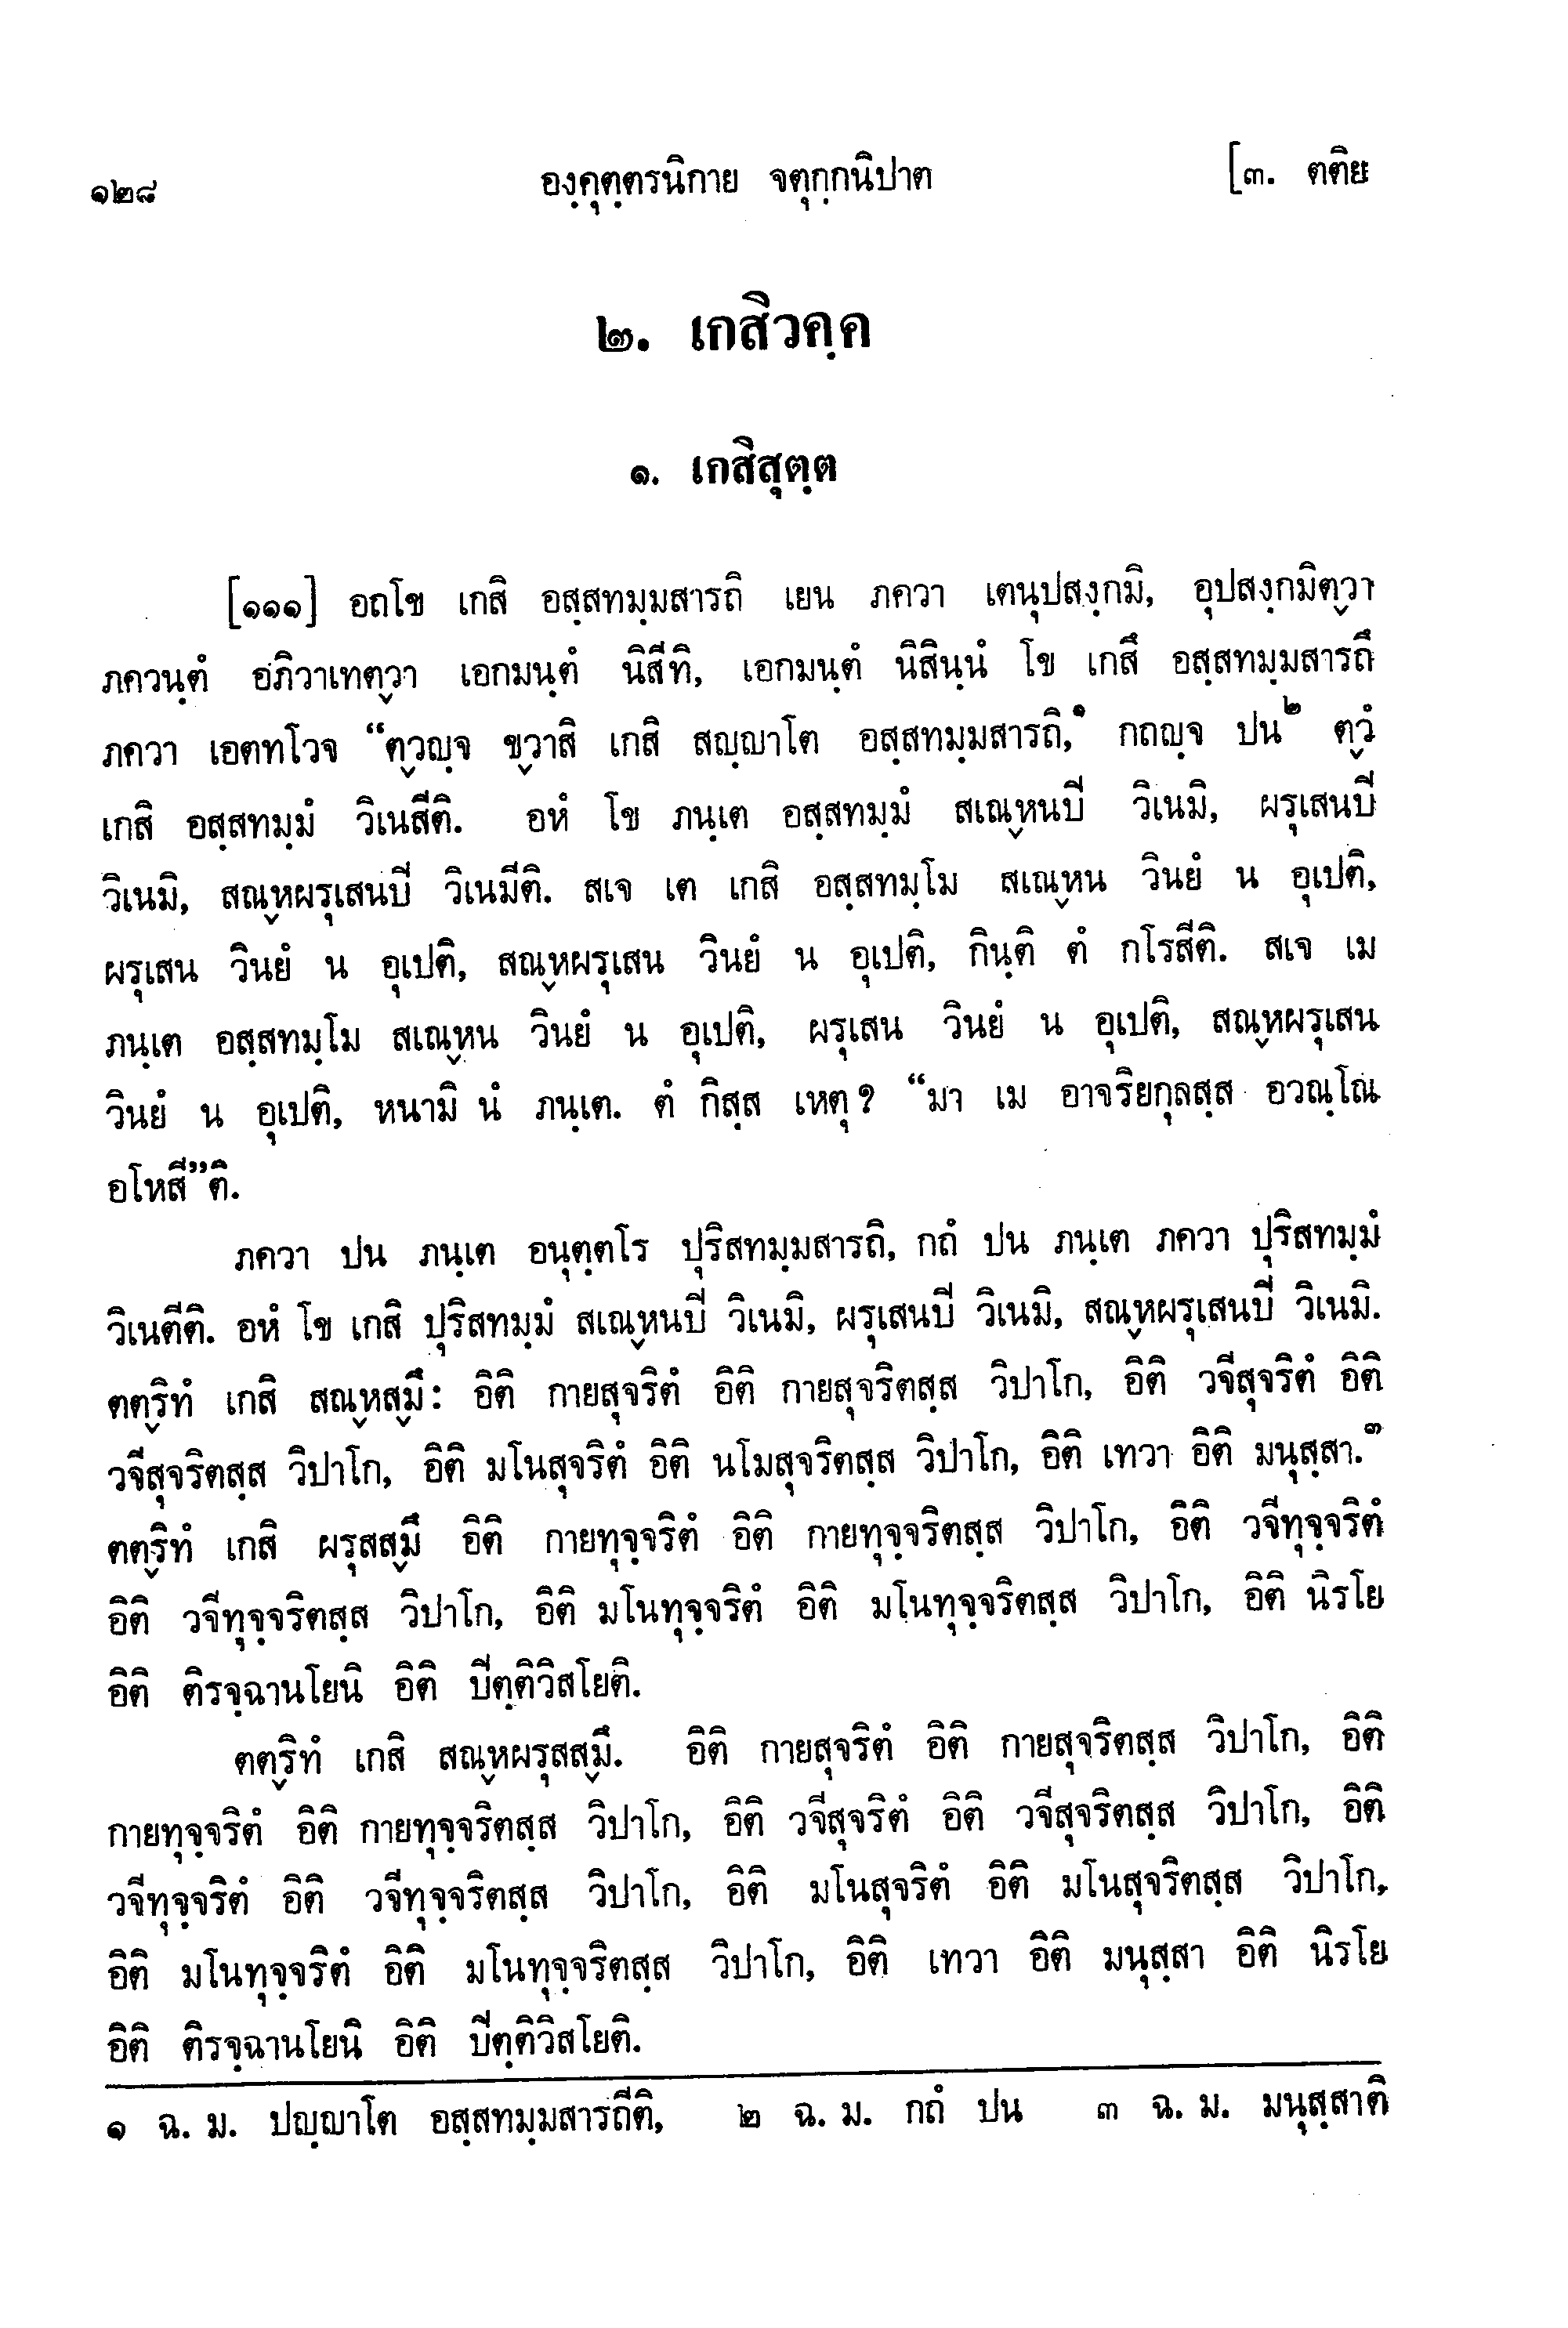 ๑๒๘ องฺคุตฺตรนิกาย จตุกฺกนิปาต [๓. ตติย
๒. เกสิวคฺค
๑. เกสิสุตฺต
[๑๑๑] อถโข เกสิ อสฺสทมฺมสารถิ เยน ภควา เตนุปสงฺกมิ, อุปสงฺกมิตฺวา
ภควนฺตํ อภิวาเทตฺวา เอกมนฺตํ นิสีทิ, เอกมนฺตํ นิสินฺนํ โข เกสึ อสฺสทมฺมสารถึ
ภควา เอตทโวจ “ตฺวญฺจ ขฺวาสิ เกสิ สญฺญาโต อสฺสทมฺมสารถิ,๑ กถญฺจ ปน๒ ตฺวํ
เกสิ อสฺสทมฺมํ วิเนสีติ. อหํ โข ภนฺเต อสฺสทมฺมํ สเณฺหนปี วิเนมิ, ผรุเสนปี
วิเนมิ, สณฺหผรุเสนปี วิเนมีติ. สเจ เต เกสิ อสฺสทมฺโม สเณฺหน วินยํ น อุเปติ,
ผรุเสน วินยํ น อุเปติ, สณฺหผรุเสน วินยํ น อุเปติ, กินฺติ ตํ กโรสีติ. สเจ เม
ภนฺเต อสฺสทมฺโม สเณฺหน วินยํ น อุเปติ, ผรุเสน วินยํ น อุเปติ, สณฺหผรุเสน
วินยํ น อุเปติ, หนามิ นํ ภนฺเต. ตํ กิสฺส เหตุ? “มา เม อาจริยกุลสฺส อวณฺโณ
อโหสี”ติ.
ภควา ปน ภนฺเต อนุตฺตโร ปุริสทมฺมสารถิ, กถํ ปน ภนฺเต ภควา ปุริสทมฺมํ
วิเนตีติ. อหํ โข เกสิ ปุริสทมฺมํ สเณฺหนปี วิเนมิ, ผรุเสนปี วิเนมิ, สณฺหผรุเสนปี วิเนมิ.
ตตฺริทํ เกสิ สณฺหสฺมึ: อิติ กายสุจริตํ อิติ กายสุจริตสฺส วิปาโก, อิติ วจีสุจริตํ อิติ
วจีสุจริตสฺส วิปาโก, อิติ มโนสุจริตํ อิติ นโมสุจริตสฺส วิปาโก, อิติ เทวา อิติ มนุสฺสา.๓
ตตฺริทํ เกสิ ผรุสสฺมึ อิติ กายทุจฺจริตํ อิติ กายทุจฺจริตสฺส วิปาโก, อิติ วจีทุจฺจริตํ
อิติ วจีทุจฺจริตสฺส วิปาโก, อิติ มโนทุจฺจริตํ อิติ มโนทุจฺจริตสฺส วิปาโก, อิติ นิรโย
อิติ ติรจฺฉานโยนิ อิติ ปีตฺติวิสโยติ.
ตตฺริทํ เกสิ สณฺหผรุสสฺมึ. อิติ กายสุจริตํ อิติ กายสุจริตสฺส วิปาโก, อิติ
กายทุจฺจริตํ อิติ กายทุจฺจริตสฺส วิปาโก, อิติ วจีสุจริตํ อิติ วจีสุจริตสฺส วิปาโก, อิติ
วจีทุจฺจริตํ อิติ วจีทุจฺจริตสฺส วิปาโก, อิติ มโนสุจริตํ อิติ มโนสุจริตสฺส วิปาโก,
อิติ มโนทุจฺจริตํ อิติ มโนทุจฺจริตสฺส วิปาโก, อิติ เทวา อิติ มนุสฺสา อิติ นิรโย
อิติ ติรจฺฉานโยนิ อิติ ปีตฺติวิสโยติ.
๑ ฉ. ม. ปญฺญาโต อสฺสทมฺมสารถีติ, ๒ ฉ. ม. กถํ ปน ๓ ฉ. ม. มนุสฺสาติ